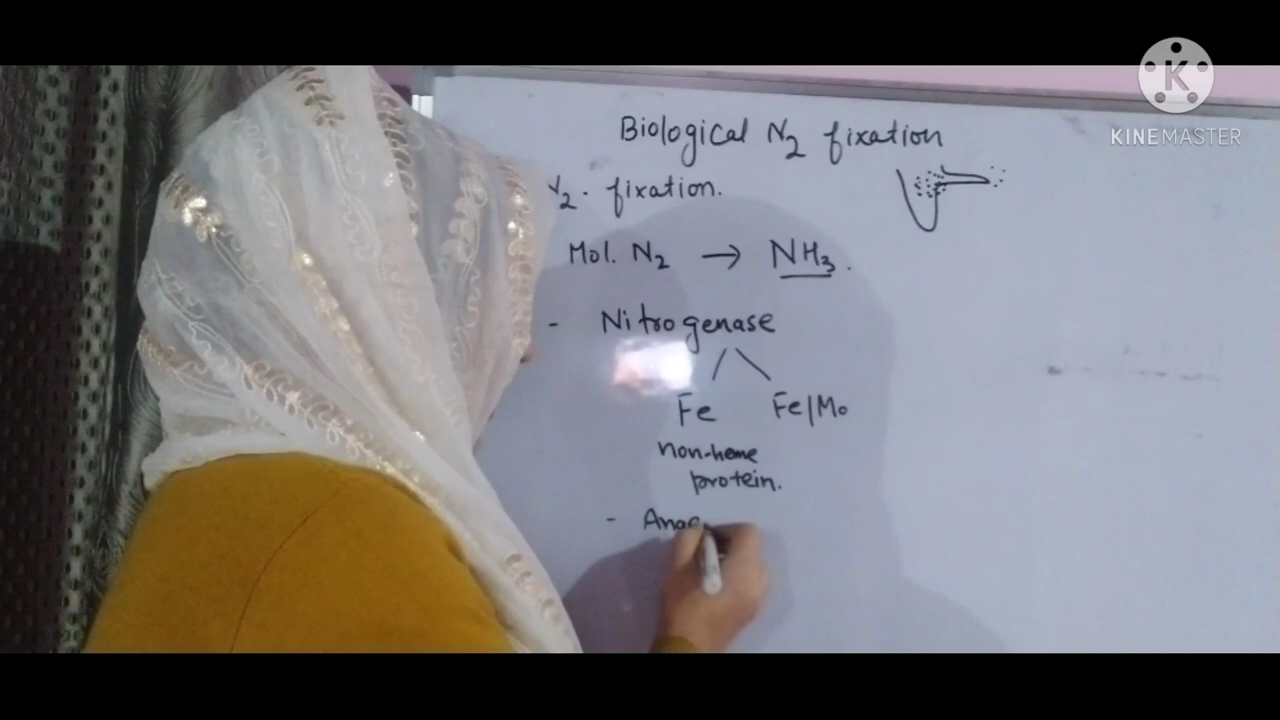 Biological N2 fixation
2. fixation.
Mol. N2 → NH3.
- Nitrogenase
Fe Fe/Mo
non-heme
protein.
- Anae
K
KINEMASTER